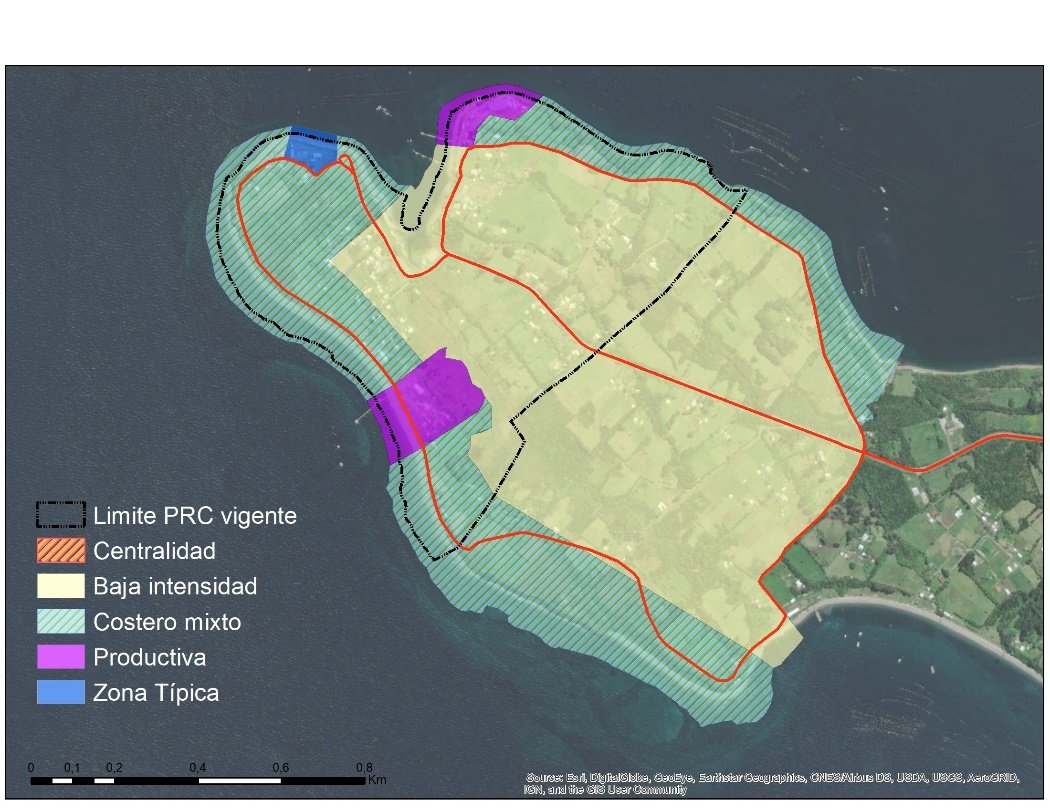 Limite PRC vigente
Centralidad
Baja intensidad
Costero mixto
Productiva
Zona Típica
0 0,1 0,2 0,4 0,6 0,8
Km
Source: Esri, DigitalGlobe, GeoEye, Earthstar Geographics, CNES/Airbus DS, USDA, USGS, AeroGRID,
IGN, and the GIS User Community